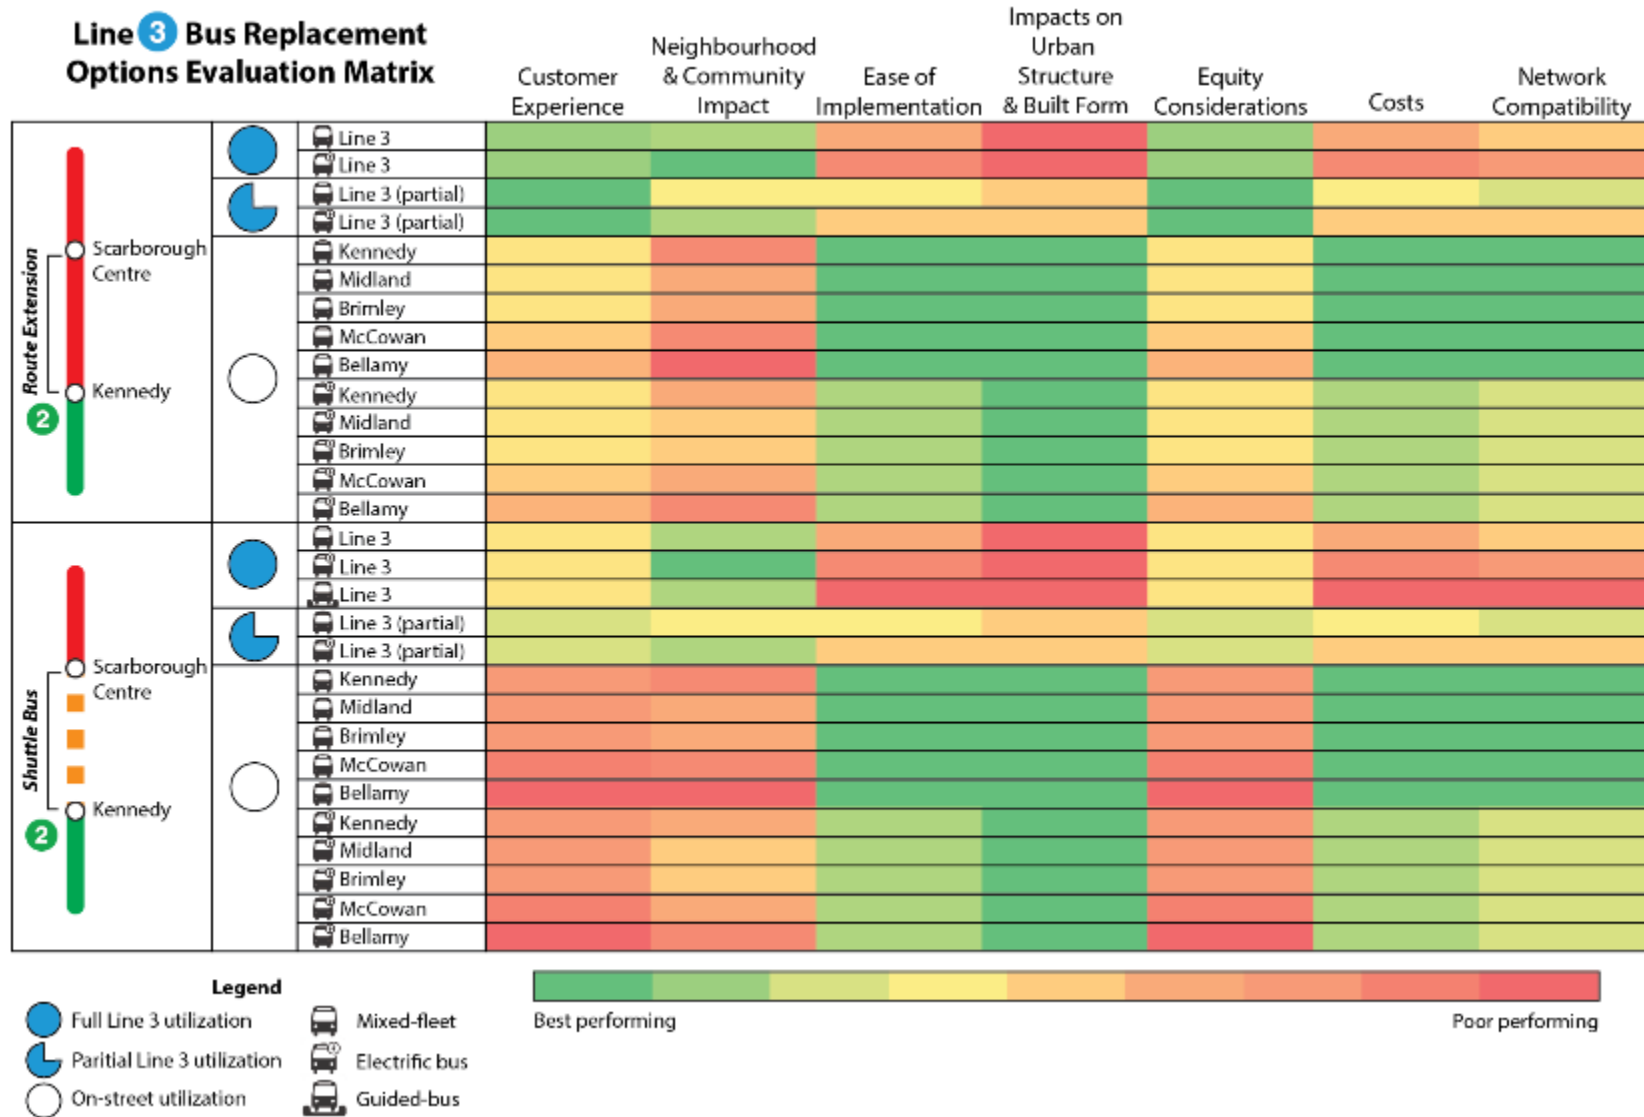 Line 3 Bus Replacement
Options Evaluation Matrix
Customer
Experience
Neighbourhood
& Community
Impact
Ease of
Implementation
Impacts on
Urban
Structure
& Built Form
Equity
Considerations
Costs
Network
Compatibility
Route Extension
Scarborough
Centre
Kennedy
2
Line 3
Line 3
Line 3 (partial)
Line 3 (partial)
Kennedy
Midland
Brimley
McCowan
Bellamy
Kennedy
Midland
Brimley
McCowan
Bellamy
Shuttle Bus
Scarborough
Centre
Kennedy
2
Line 3
Line 3
Line 3
Line 3 (partial)
Line 3 (partial)
Kennedy
Midland
Brimley
McCowan
Bellamy
Kennedy
Midland
Brimley
McCowan
Bellamy
Legend
Full Line 3 utilization
Paritial Line 3 utilization
On-street utilization
Mixed-fleet
Electrific bus
Guided-bus
Best performing
Poor performing